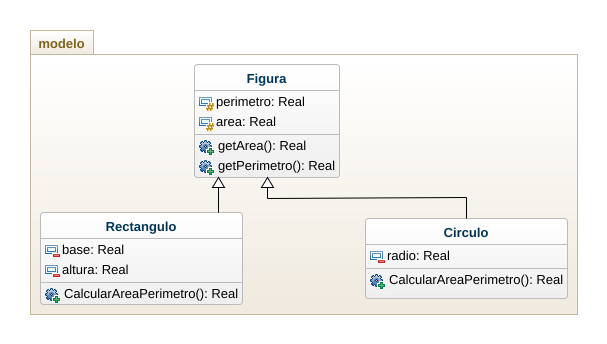 modelo
Figura
perimetro: Real
area: Real
getArea(): Real
getPerimetro(): Real
Rectangulo
base: Real
altura: Real
CalcularAreaPerimetro(): Real
Circulo
radio: Real
CalcularAreaPerimetro(): Real